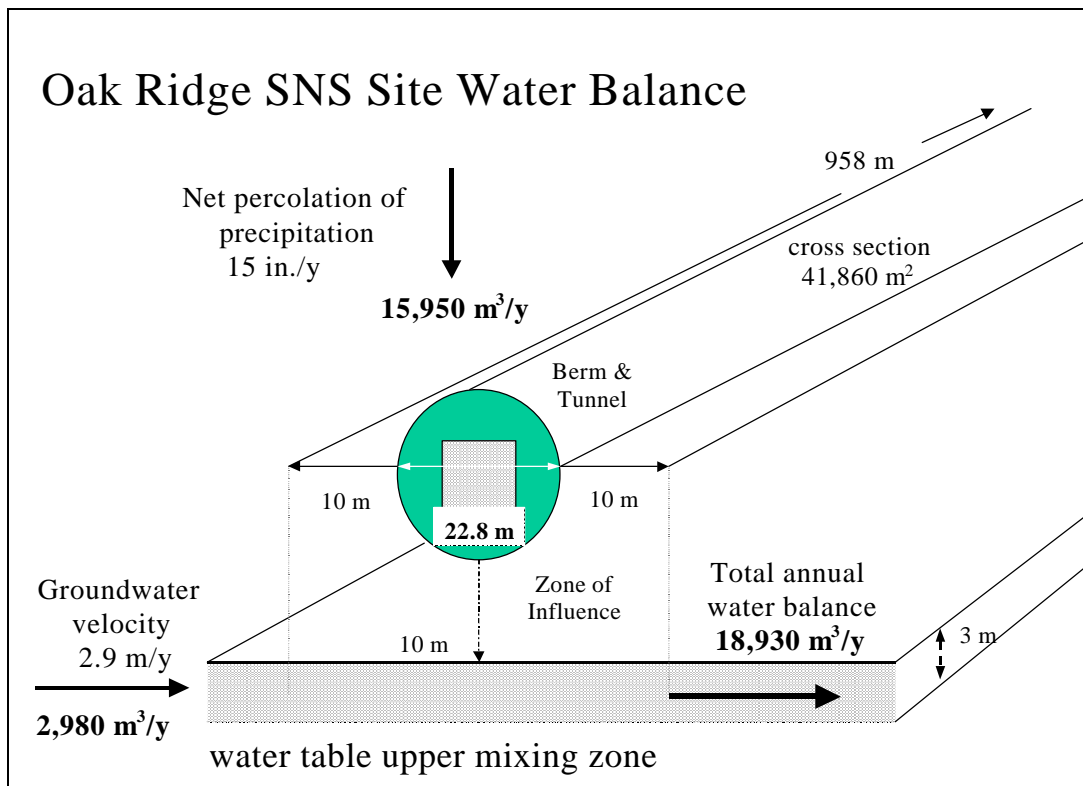 Oak Ridge SNS Site Water Balance
958 m
Net percolation of
precipitation
15 in./y
cross section
41,860 m²
15,950 m³/y
Berm &
Tunnel
10 m
10 m
22.8 m
Zone of
Influence
Total annual
water balance
18,930 m³/y
Groundwater
velocity
2.9 m/y
10 m
3 m
2,980 m³/y
water table upper mixing zone